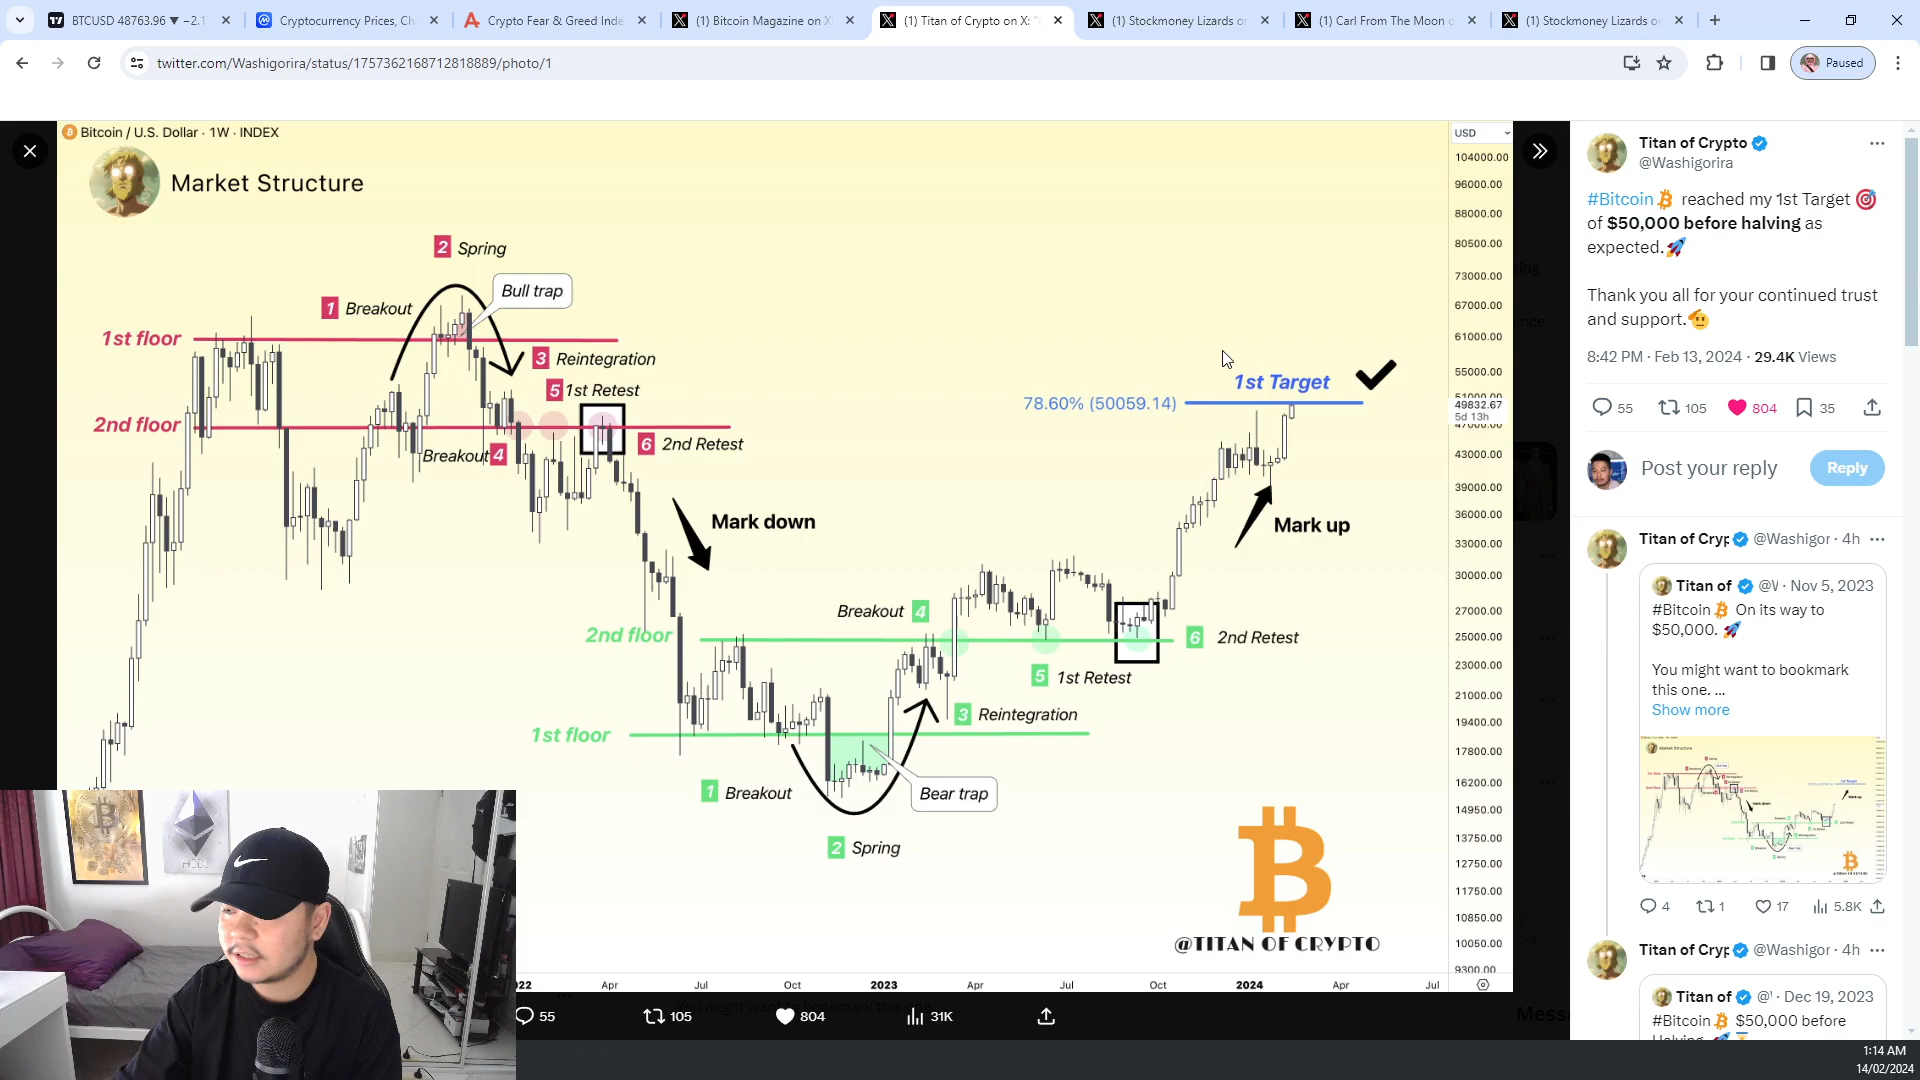 BTCUSD 48763.96 ▼ −2.1
Cryptocurrency Prices, Ch
Crypto Fear & Greed Inde
(1) Bitcoin Magazine on X
(1) Titan of Crypto on X: "
(1) Stockmoney Lizards o
(1) Carl From The Moon o
(1) Stockmoney Lizards o
twitter.com/Washigorira/status/1757362168712818889/photo/1
Paused
Bitcoin / U.S. Dollar · 1W · INDEX
Market Structure
2 Spring
Bull trap
1 Breakout
1st floor
3 Reintegration
5 1st Retest
2nd floor
Breakout 4
6 2nd Retest
Mark down
78.60% (50059.14)
1st Target
Mark up
Breakout 4
2nd floor
6 2nd Retest
5 1st Retest
3 Reintegration
1st floor
1 Breakout
Bear trap
2 Spring
@TITAN OF CRYPTO
USD
104000.00
96000.00
88000.00
80500.00
73000.00
67000.00
61000.00
55000.00
49832.67
5d 13h
47000.00
43000.00
39000.00
36000.00
33000.00
30000.00
27000.00
25000.00
23000.00
21000.00
19400.00
17800.00
16200.00
14950.00
13750.00
12750.00
11750.00
10850.00
10050.00
9300.00
22
Apr
Jul
Oct
2023
Apr
Jul
Oct
2024
Apr
Jul
55
105
804
31K
Titan of Crypto
@Washigorira
#Bitcoin reached my 1st Target 🎯
of $50,000 before halving as
expected.🚀
Thank you all for your continued trust
and support.🫡
8:42 PM · Feb 13, 2024 · 29.4K Views
55
105
804
35
Post your reply
Reply
Titan of Cryp @Washigor · 4h
Titan of @V · Nov 5, 2023
#Bitcoin On its way to
$50,000. 🚀
You might want to bookmark
this one. ...
Show more
4
1
17
5.8K
Titan of Cryp @Washigor · 4h
Titan of @' · Dec 19, 2023
#Bitcoin $50,000 before
1:14 AM
14/02/2024